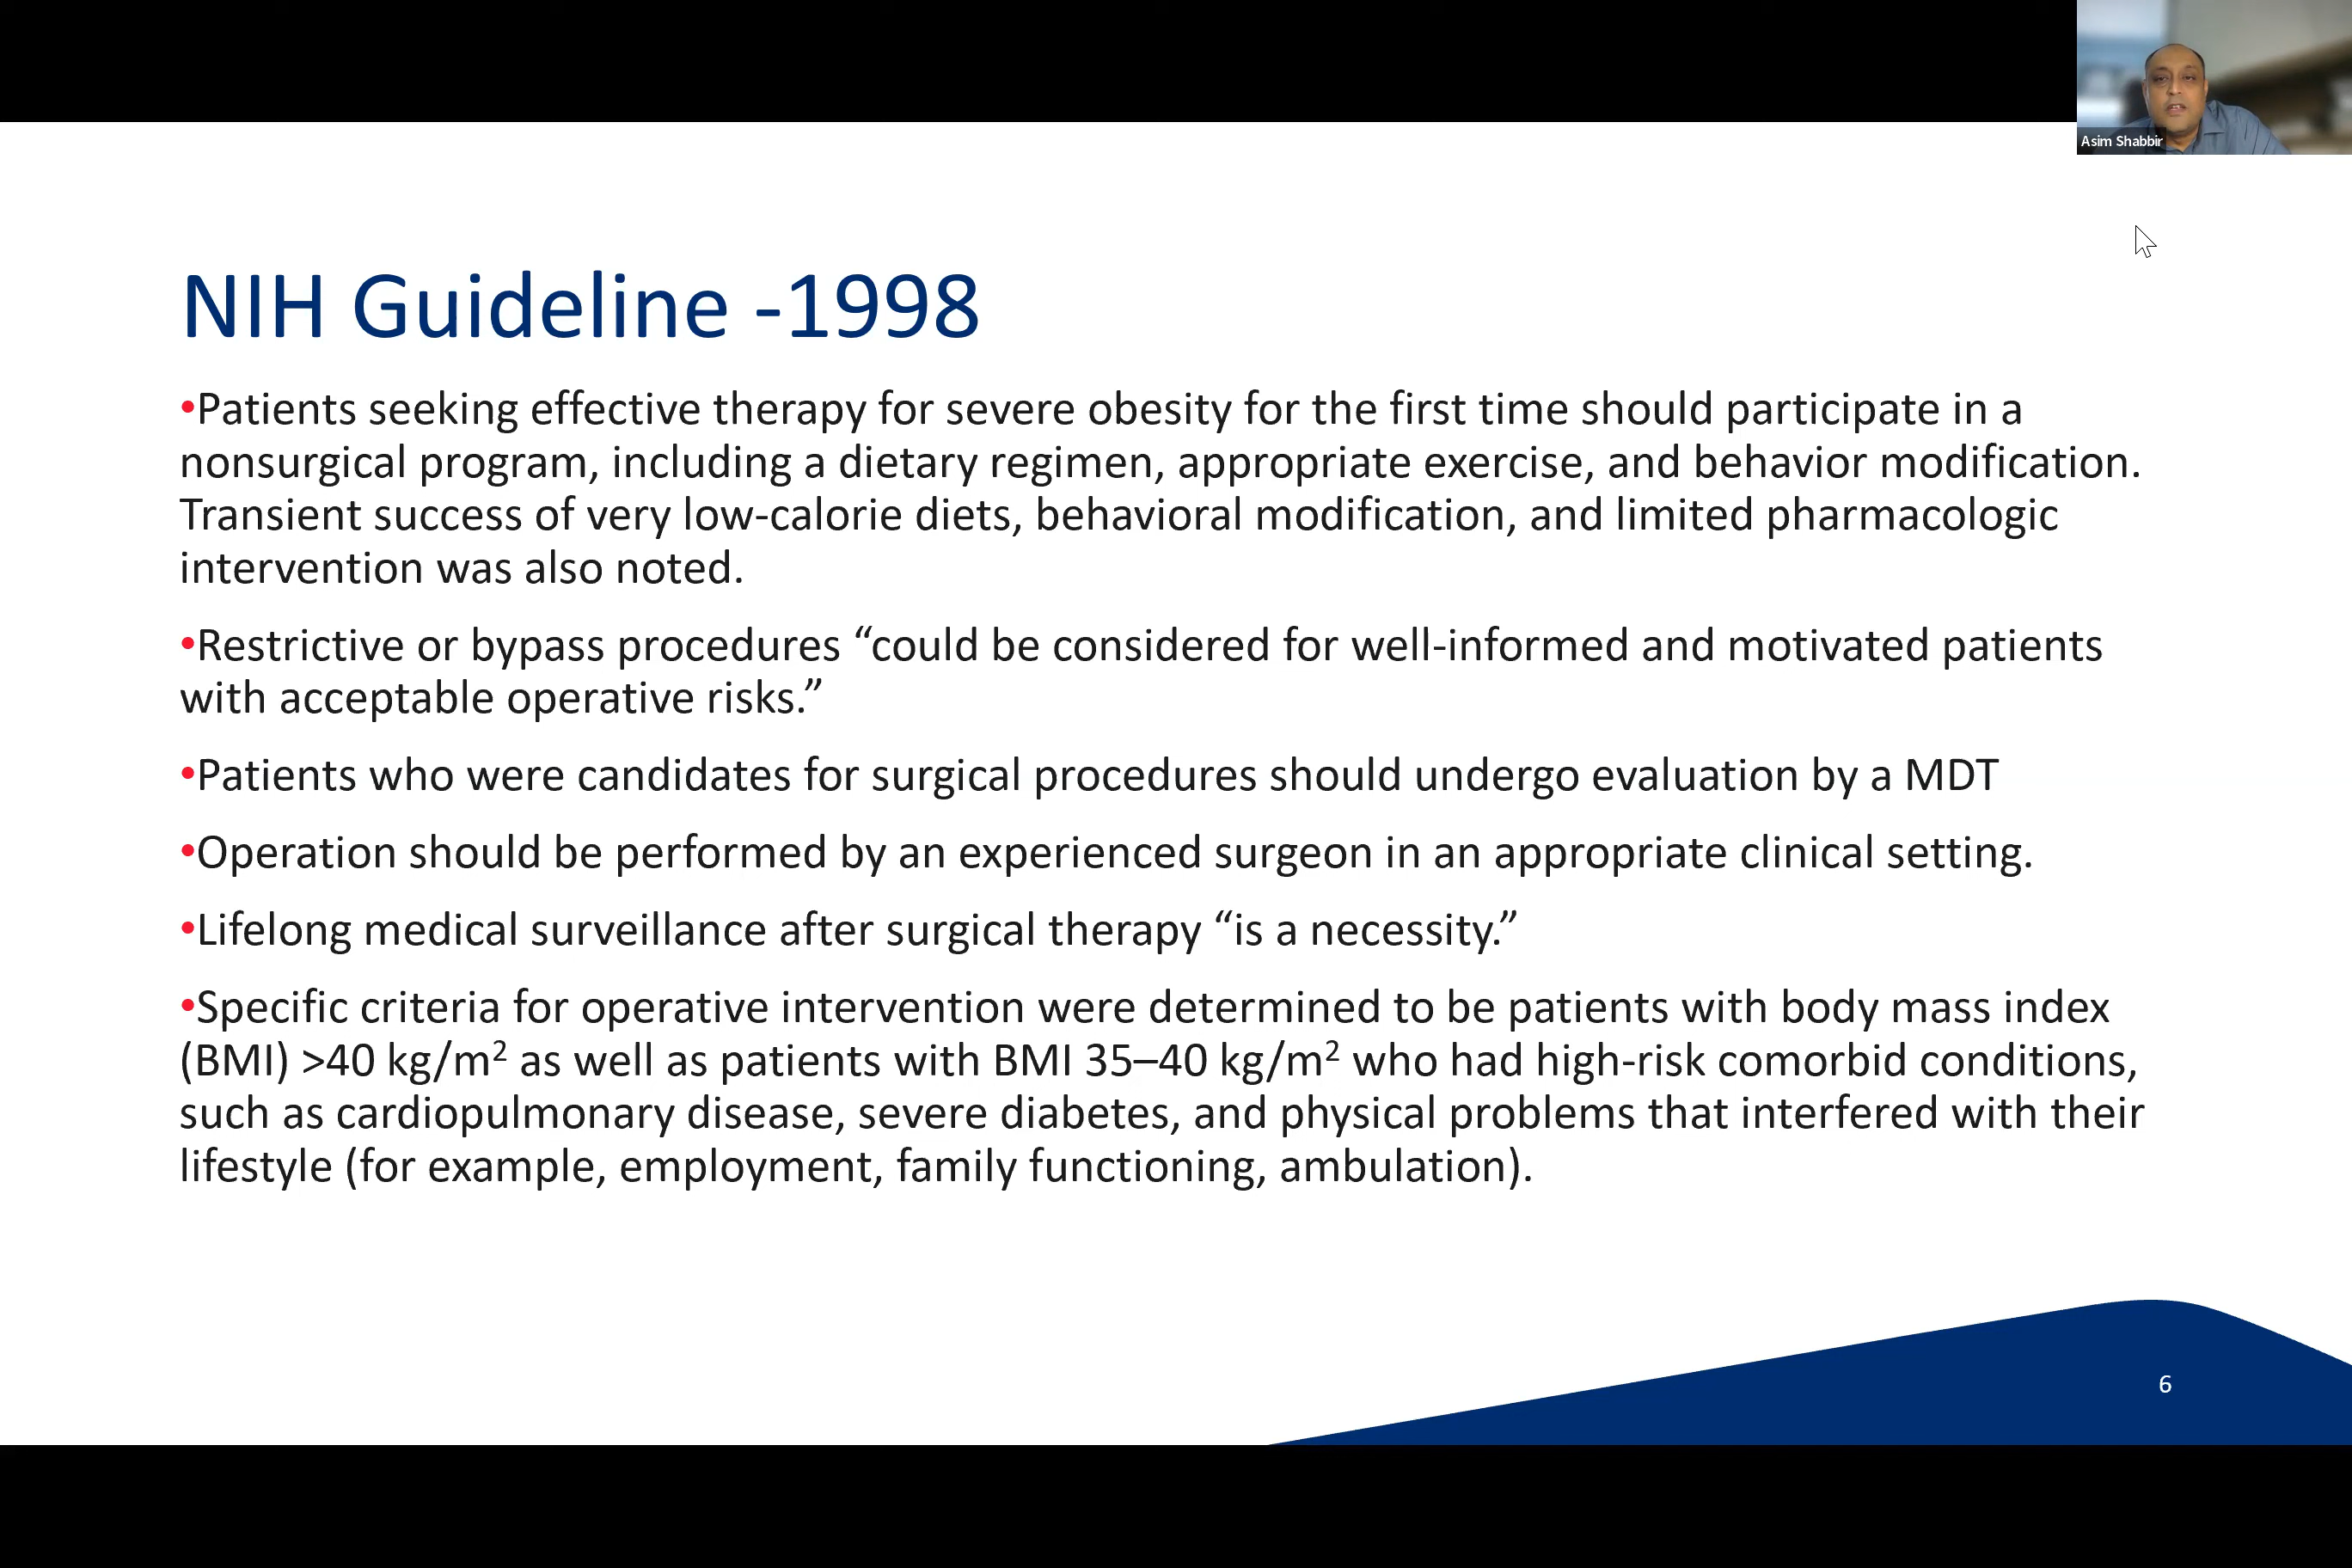 Asim Shabbir
NIH Guideline -1998
•Patients seeking effective therapy for severe obesity for the first time should participate in a
nonsurgical program, including a dietary regimen, appropriate exercise, and behavior modification.
Transient success of very low-calorie diets, behavioral modification, and limited pharmacologic
intervention was also noted.
•Restrictive or bypass procedures “could be considered for well-informed and motivated patients
with acceptable operative risks.”
•Patients who were candidates for surgical procedures should undergo evaluation by a MDT
•Operation should be performed by an experienced surgeon in an appropriate clinical setting.
•Lifelong medical surveillance after surgical therapy “is a necessity.”
•Specific criteria for operative intervention were determined to be patients with body mass index
(BMI) >40 kg/m² as well as patients with BMI 35–40 kg/m² who had high-risk comorbid conditions,
such as cardiopulmonary disease, severe diabetes, and physical problems that interfered with their
lifestyle (for example, employment, family functioning, ambulation).
6